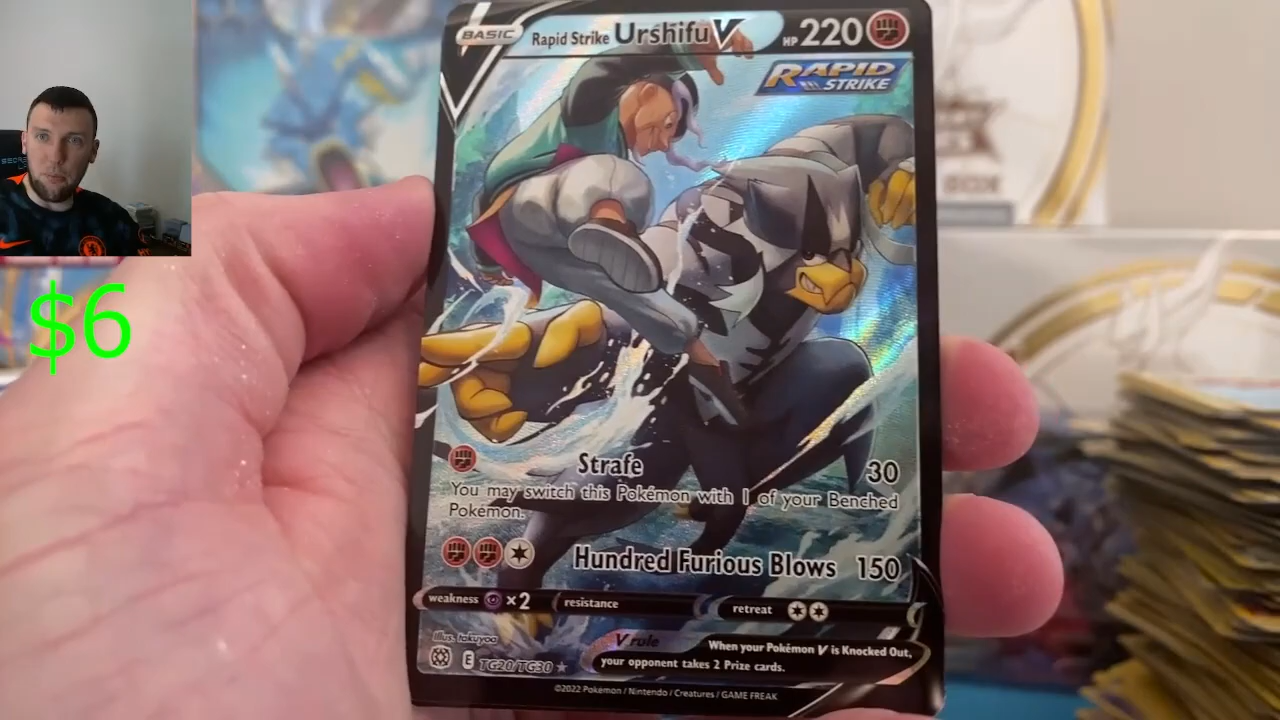 BASIC Rapid Strike Urshifu V HP 220
RAPID
STRIKE
$6
Strafe 30
You may switch this Pokémon with 1 of your Benched
Pokémon.
Hundred Furious Blows 150
weakness ×2 resistance retreat
V rule When your Pokémon V is Knocked Out,
your opponent takes 2 Prize cards.
Illus. takuyoa
E TG20/TG30
©2022 Pokémon / Nintendo / Creatures / GAME FREAK